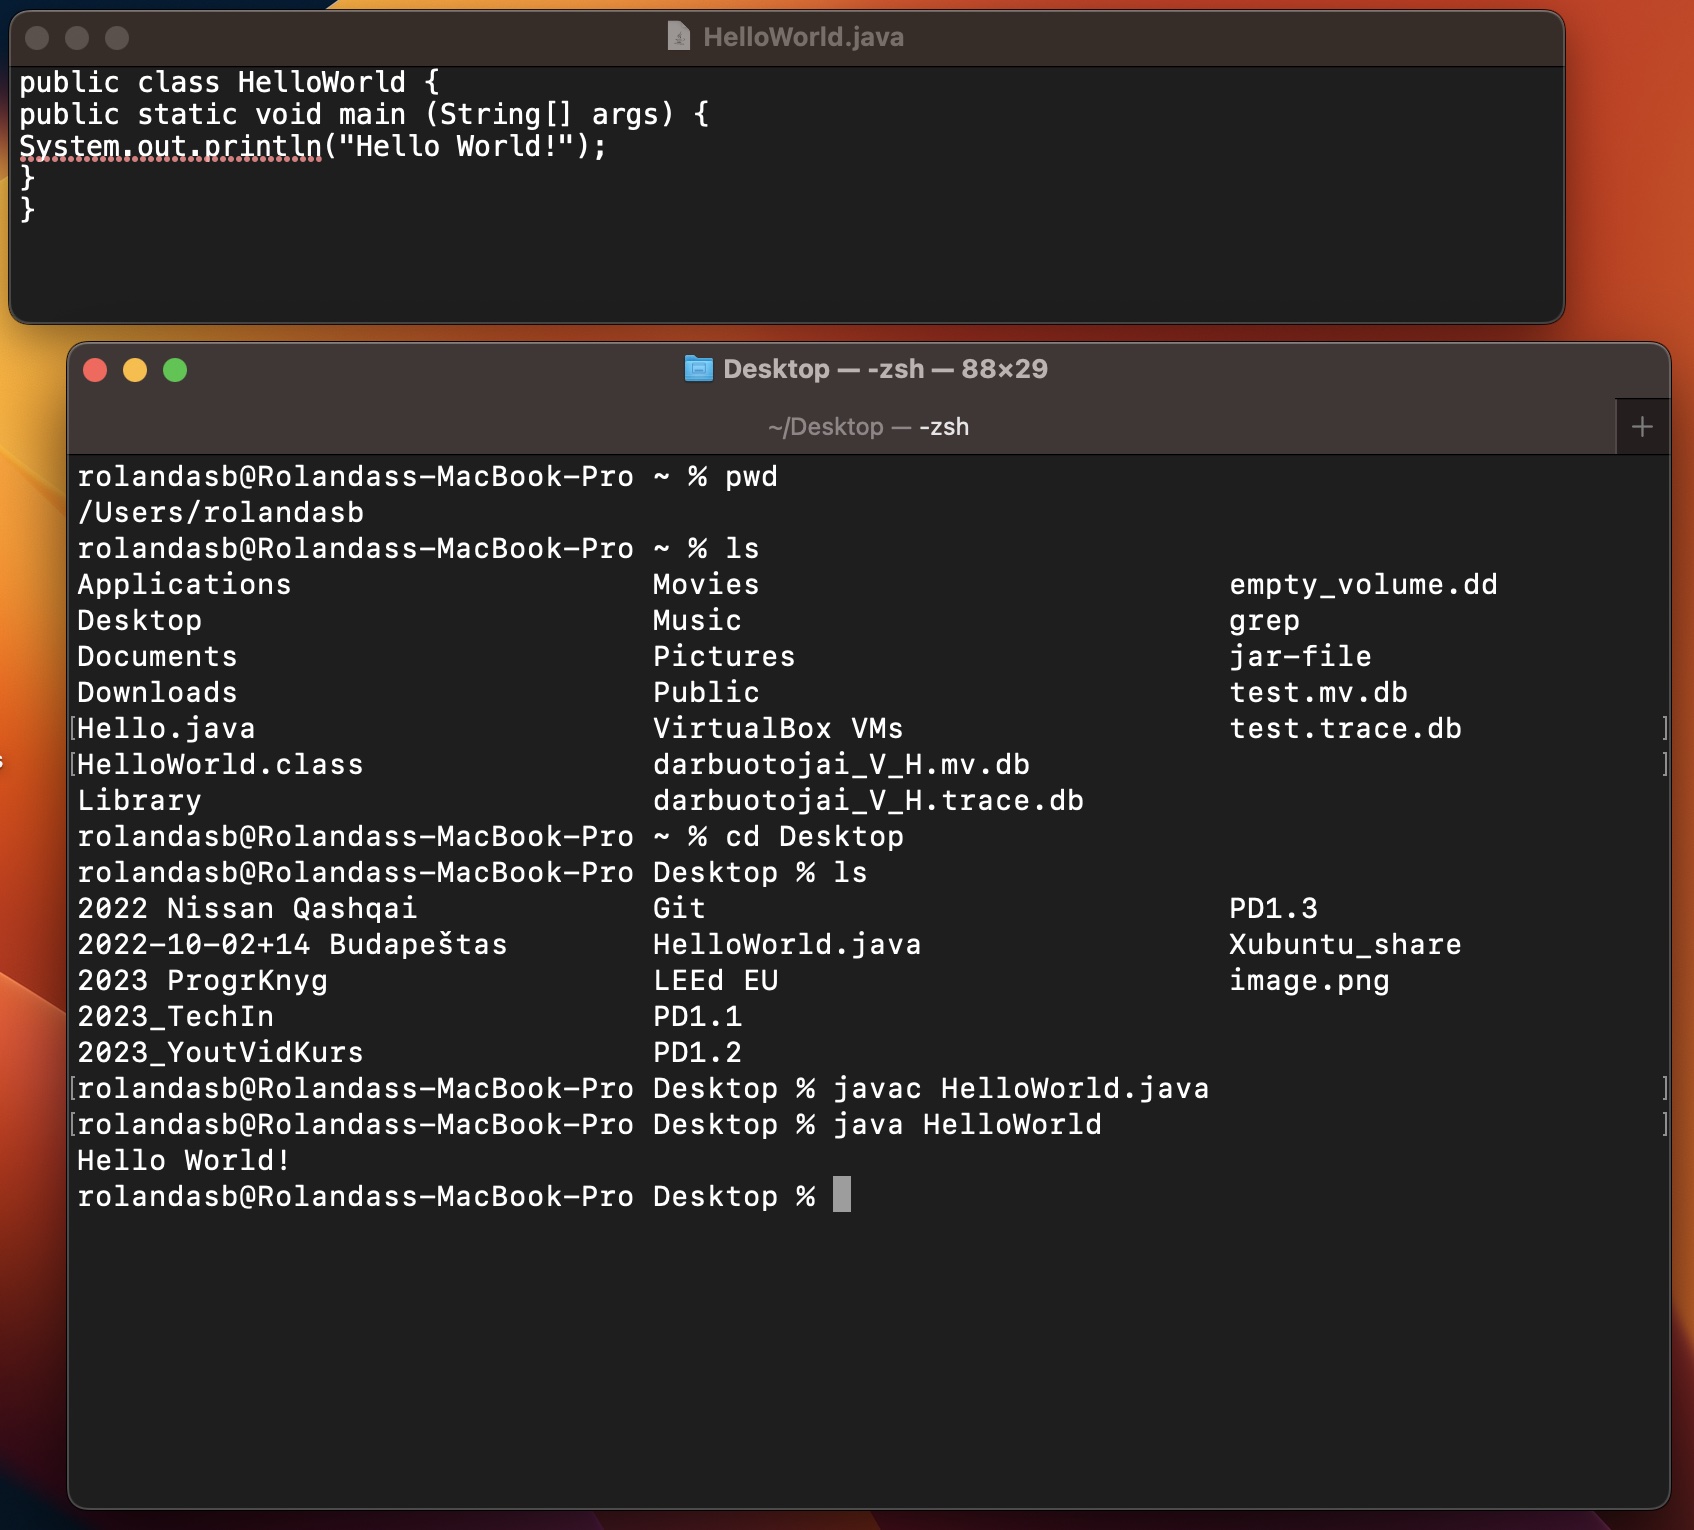 HelloWorld.java
public class HelloWorld {
public static void main (String[] args) {
System.out.println("Hello World!");
}
}
Desktop — -zsh — 88×29
~/Desktop — -zsh
rolandasb@Rolandass-MacBook-Pro ~ % pwd
/Users/rolandasb
rolandasb@Rolandass-MacBook-Pro ~ % ls
Applications Movies empty_volume.dd
Desktop Music grep
Documents Pictures jar-file
Downloads Public test.mv.db
Hello.java VirtualBox VMs test.trace.db
HelloWorld.class darbuotojai_V_H.mv.db
Library darbuotojai_V_H.trace.db
rolandasb@Rolandass-MacBook-Pro ~ % cd Desktop
rolandasb@Rolandass-MacBook-Pro Desktop % ls
2022 Nissan Qashqai Git PD1.3
2022-10-02+14 Budapeštas HelloWorld.java Xubuntu_share
2023 ProgrKnyg LEEd EU image.png
2023_TechIn PD1.1
2023_YoutVidKurs PD1.2
rolandasb@Rolandass-MacBook-Pro Desktop % javac HelloWorld.java
rolandasb@Rolandass-MacBook-Pro Desktop % java HelloWorld
Hello World!
rolandasb@Rolandass-MacBook-Pro Desktop %